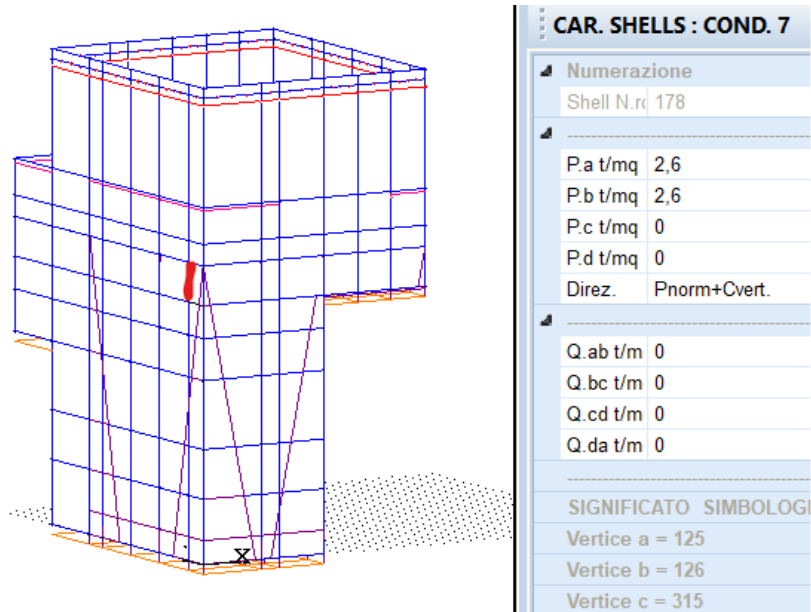 CAR. SHELLS : COND. 7
Numerazione
Shell N.ro 178
P.a t/mq 2,6
P.b t/mq 2,6
P.c t/mq 0
P.d t/mq 0
Direz. Pnorm+Cvert.
Q.ab t/m 0
Q.bc t/m 0
Q.cd t/m 0
Q.da t/m 0
SIGNIFICATO SIMBOLOGI
Vertice a = 125
Vertice b = 126
Vertice c = 315
X